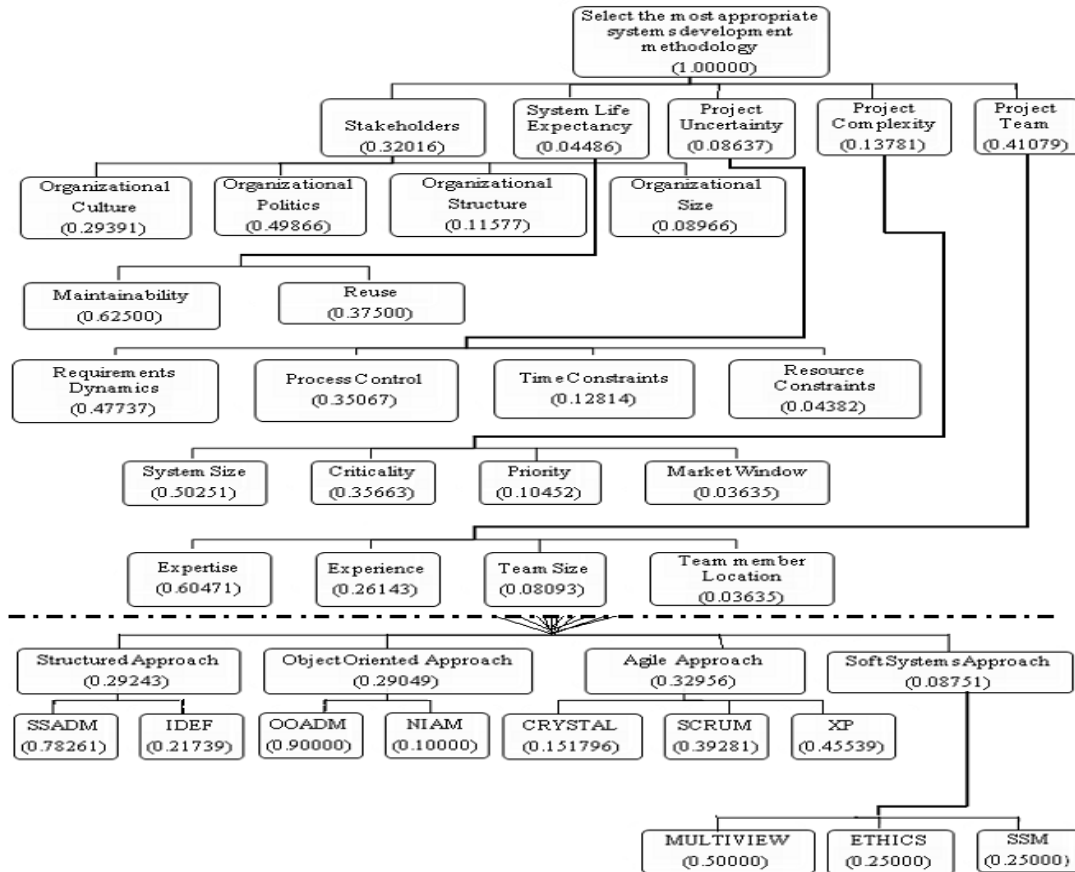 Select the most appropriate
systems development
methodology
(1.00000)
Stakeholders
(0.32016)
System Life
Expectancy
(0.04486)
Project
Uncertainty
(0.08637)
Project
Complexity
(0.13781)
Project
Team
(0.41079)
Organizational
Culture
(0.29391)
Organizational
Politics
(0.49866)
Organizational
Structure
(0.11577)
Organizational
Size
(0.08966)
Maintainability
(0.62500)
Reuse
(0.37500)
Requirements
Dynamics
(0.47737)
Process Control
(0.35067)
Time Constraints
(0.12814)
Resource
Constraints
(0.04382)
System Size
(0.50251)
Criticality
(0.35663)
Priority
(0.10452)
Market Window
(0.03635)
Expertise
(0.60471)
Experience
(0.26143)
Team Size
(0.08093)
Team member
Location
(0.03635)
Structured Approach
(0.29243)
Object Oriented Approach
(0.29049)
Agile Approach
(0.32956)
Soft Systems Approach
(0.08751)
SSADM
(0.78261)
IDEF
(0.21739)
OOADM
(0.90000)
NIAM
(0.10000)
CRYSTAL
(0.151796)
SCRUM
(0.39281)
XP
(0.45539)
MULTIVIEW
(0.50000)
ETHICS
(0.25000)
SSM
(0.25000)